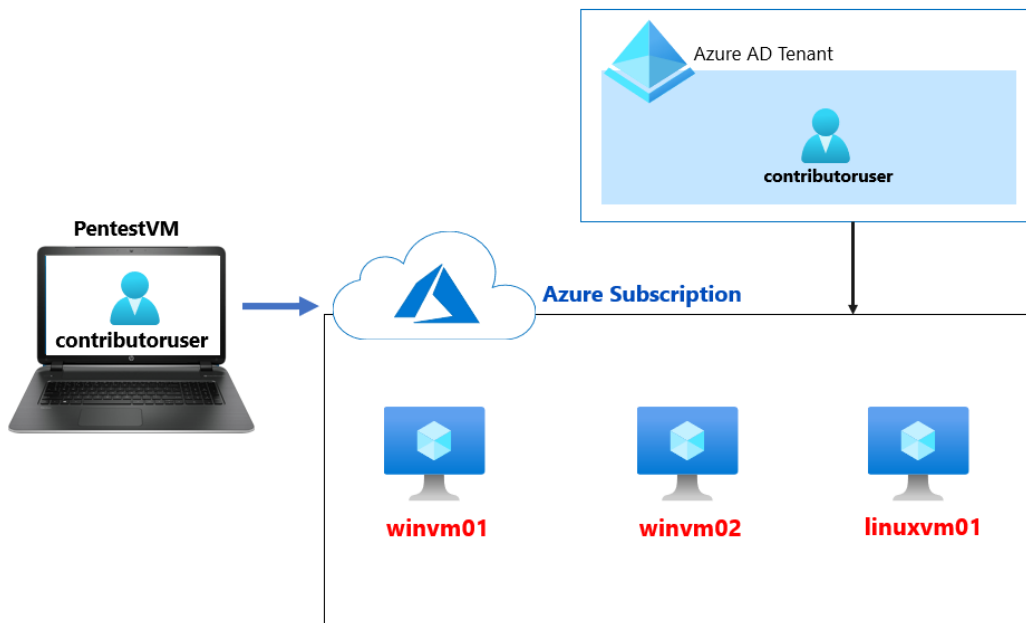 Azure AD Tenant
contributoruser
PentestVM
contributoruser
Azure Subscription
winvm01
winvm02
linuxvm01